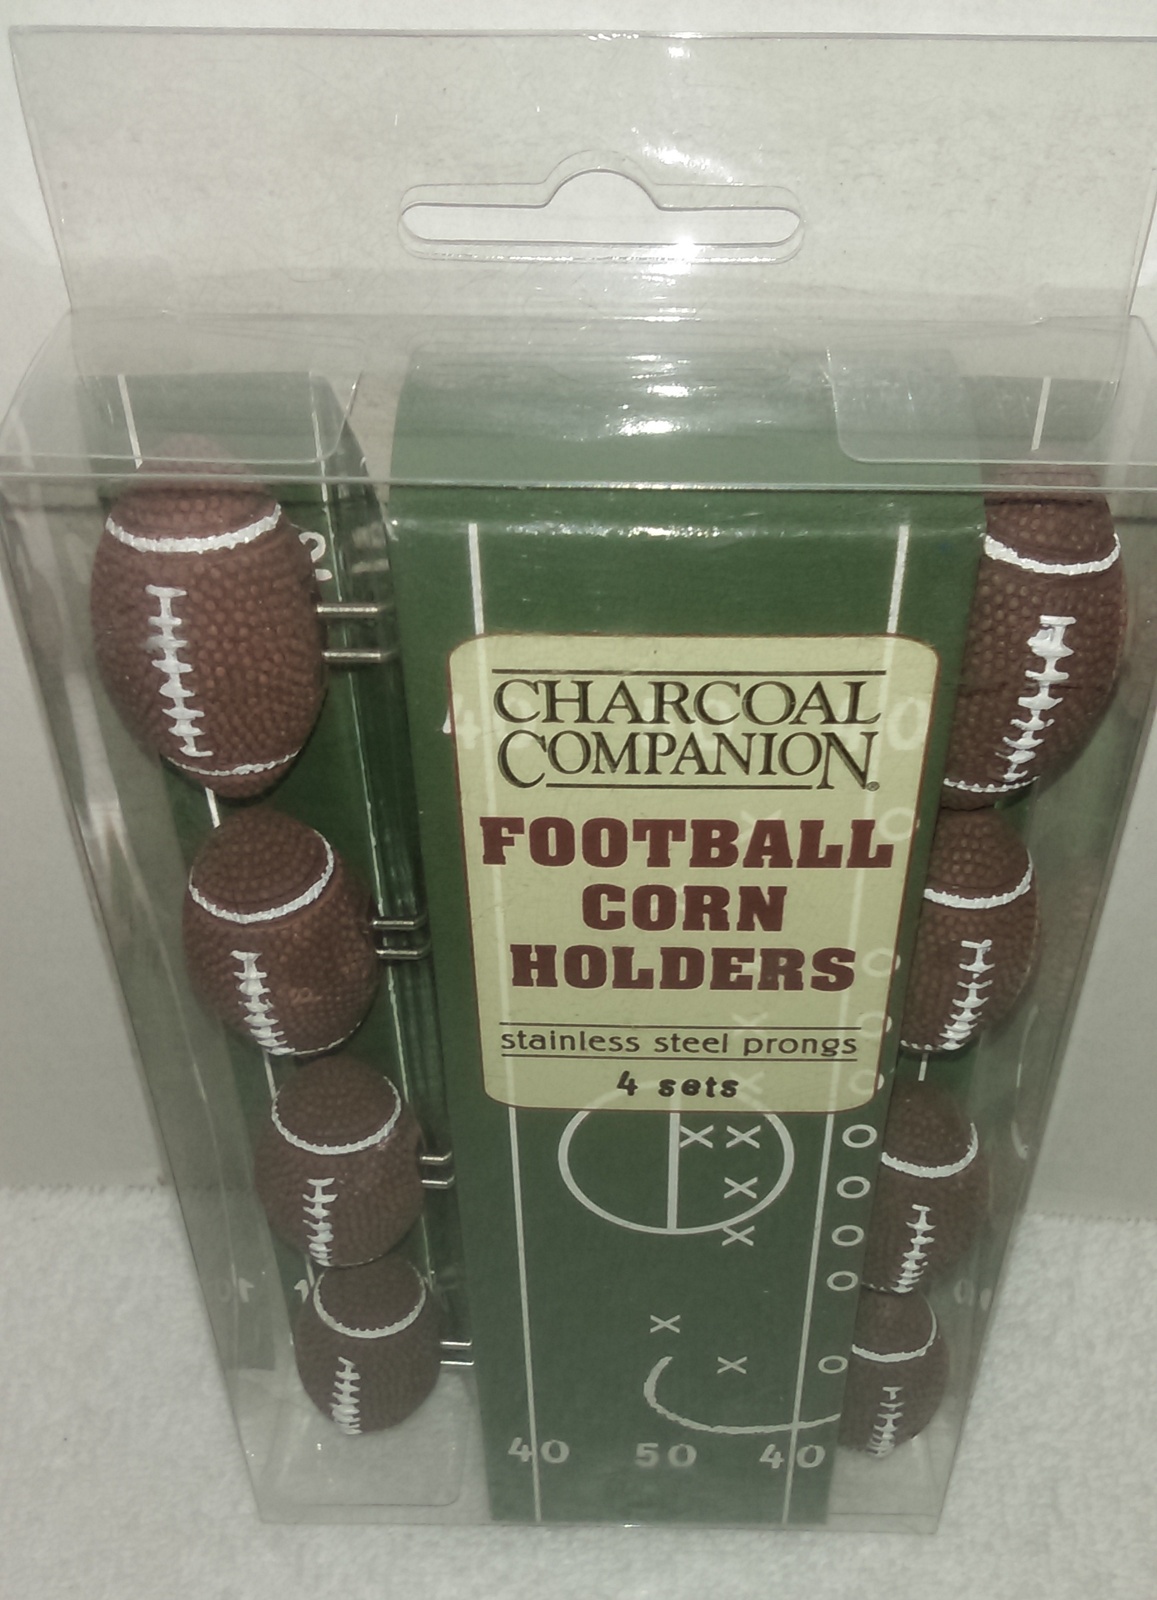 CHARCOAL
COMPANION®
FOOTBALL
CORN
HOLDERS
stainless steel prongs
4 sets
X X O
X O
X O
O
X
X O
40 50 40